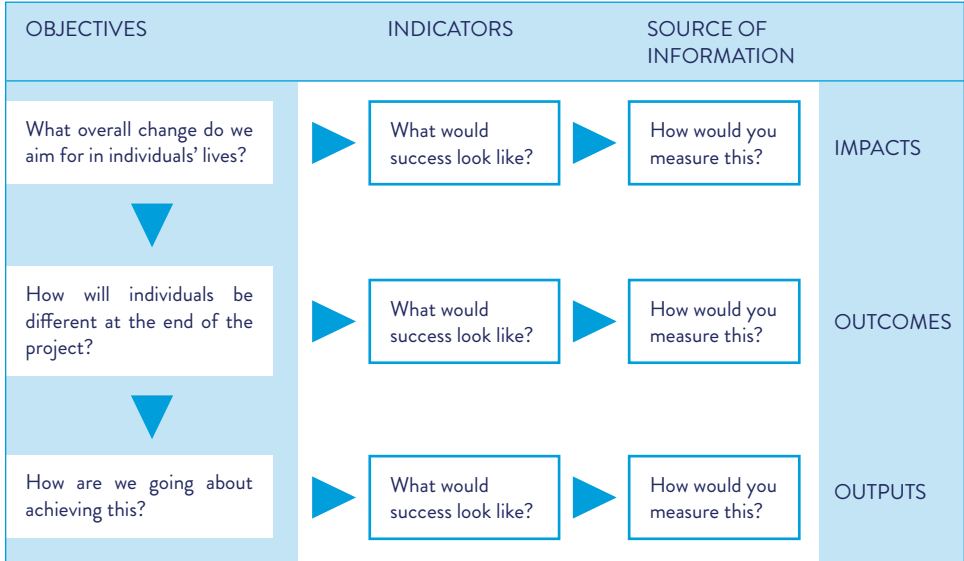 OBJECTIVES
INDICATORS
SOURCE OF
INFORMATION
What overall change do we
aim for in individuals’ lives?
What would
success look like?
How would you
measure this?
IMPACTS
How will individuals be
different at the end of the
project?
What would
success look like?
How would you
measure this?
OUTCOMES
How are we going about
achieving this?
What would
success look like?
How would you
measure this?
OUTPUTS